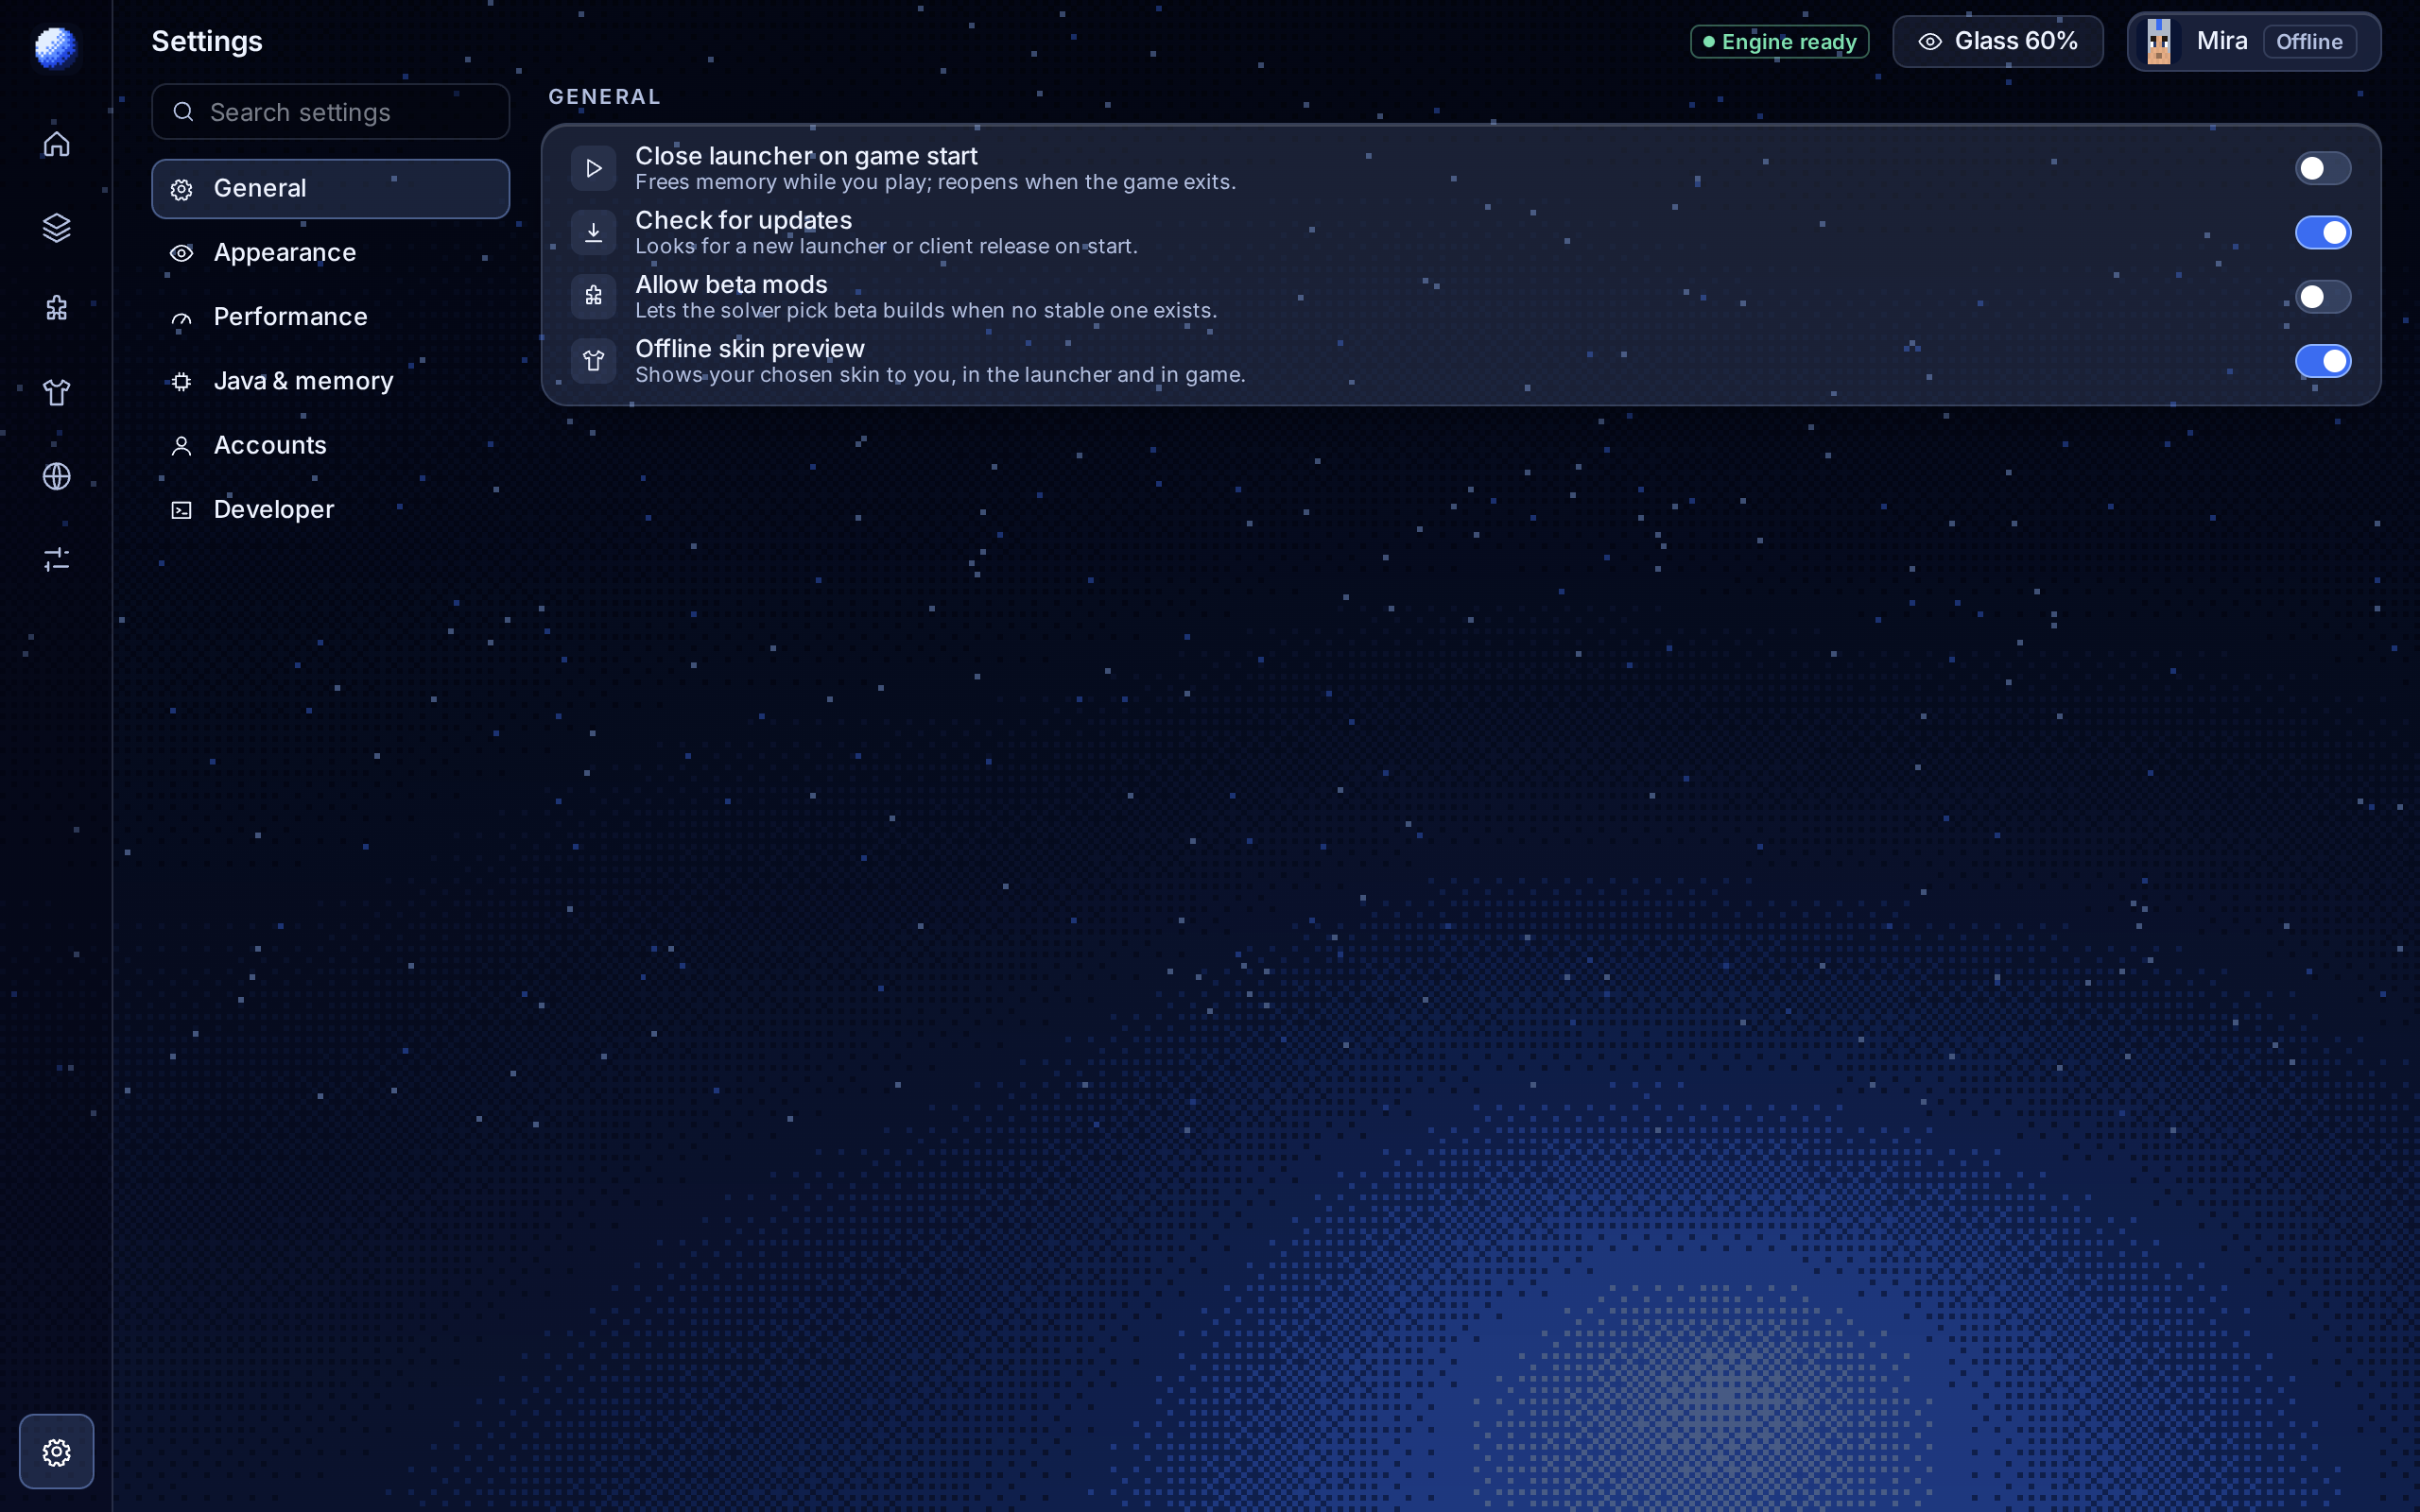 Settings
Engine ready
Glass 60%
Mira
Offline
Search settings
General
Appearance
Performance
Java & memory
Accounts
Developer
GENERAL
Close launcher on game start
Frees memory while you play; reopens when the game exits.
Check for updates
Looks for a new launcher or client release on start.
Allow beta mods
Lets the solver pick beta builds when no stable one exists.
Offline skin preview
Shows your chosen skin to you, in the launcher and in game.